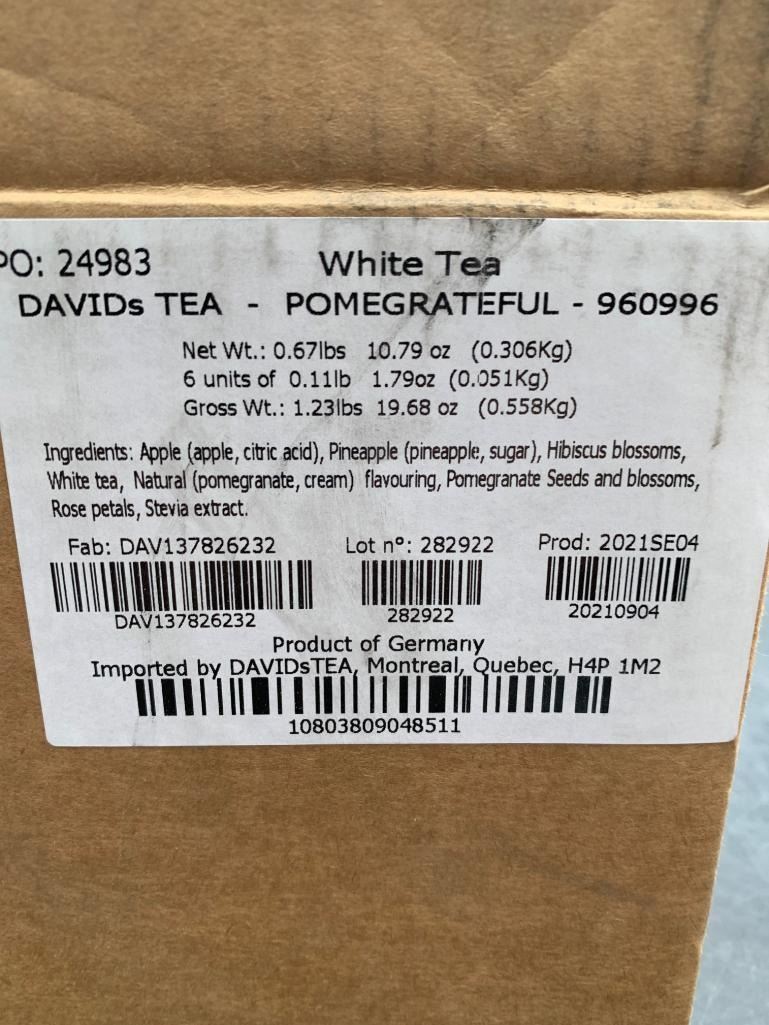 PO: 24983 White Tea
DAVIDs TEA - POMEGRATEFUL - 960996
Net Wt.: 0.67lbs 10.79 oz (0.306Kg)
6 units of 0.11lb 1.79oz (0.051Kg)
Gross Wt.: 1.23lbs 19.68 oz (0.558Kg)
Ingredients: Apple (apple, citric acid), Pineapple (pineapple, sugar), Hibiscus blossoms,
White tea, Natural (pomegranate, cream) flavouring, Pomegranate Seeds and blossoms,
Rose petals, Stevia extract.
Fab: DAV137826232 Lot nº: 282922 Prod: 2021SE04
DAV137826232 282922 20210904
Product of Germany
Imported by DAVIDsTEA, Montreal, Quebec, H4P 1M2
10803809048511